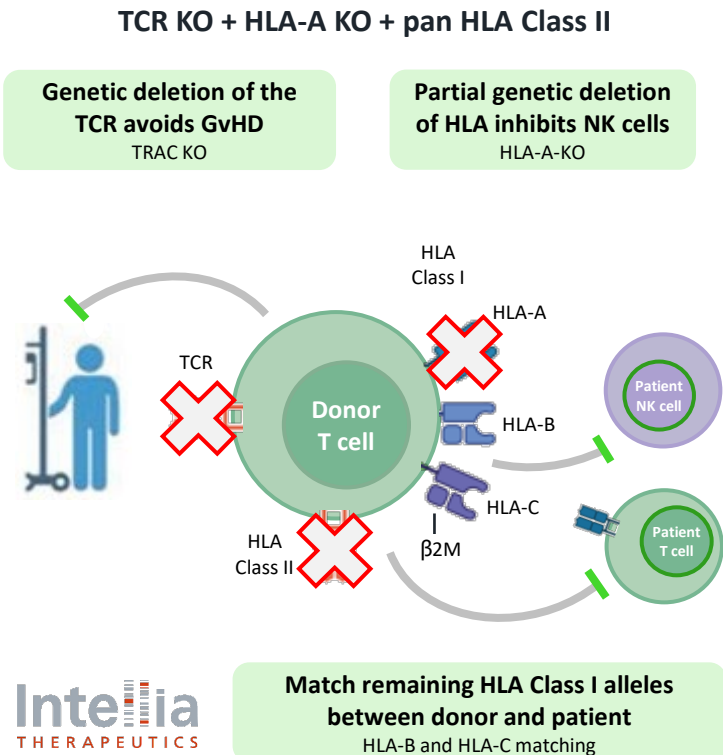 TCR KO + HLA-A KO + pan HLA Class II
Genetic deletion of the
TCR avoids GvHD
TRAC KO
Partial genetic deletion
of HLA inhibits NK cells
HLA-A-KO
HLA
Class I
HLA-A
TCR
Donor
T cell
HLA-B
Patient
NK cell
HLA-C
β2M
HLA
Class II
Patient
T cell
Intellia
THERAPEUTICS
Match remaining HLA Class I alleles
between donor and patient
HLA-B and HLA-C matching